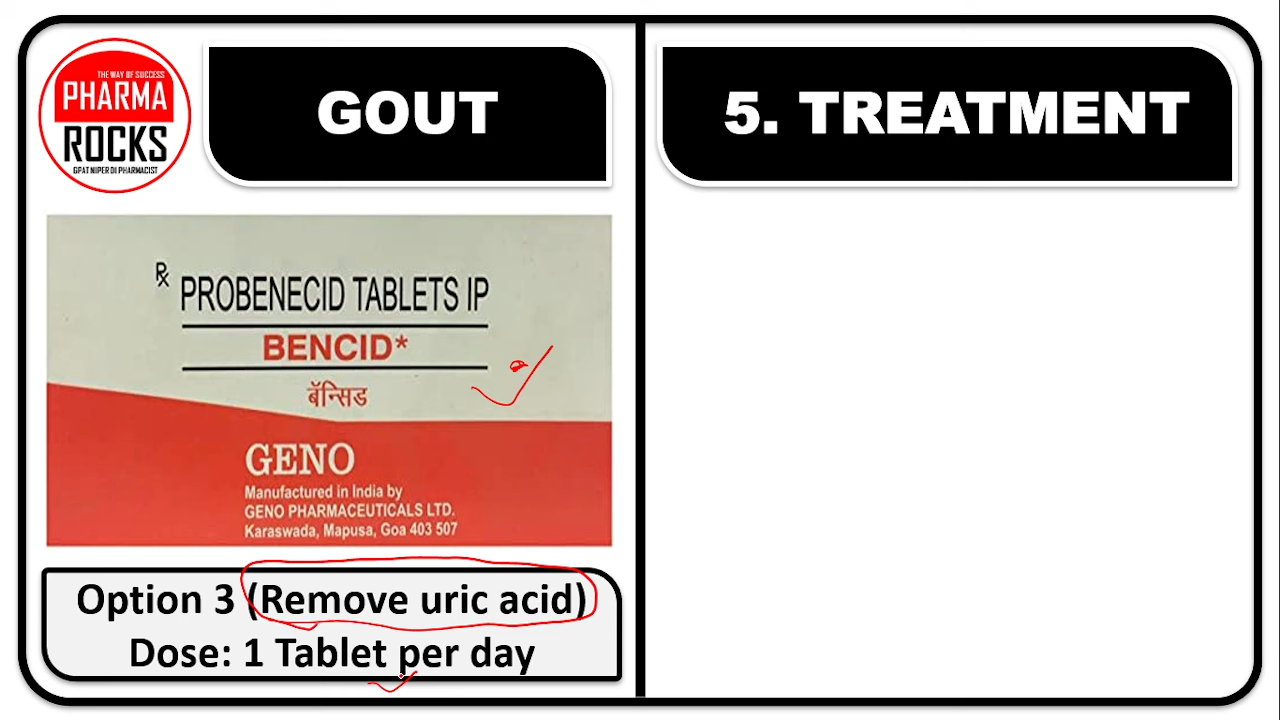 THE WAY OF SUCCESS
PHARMA
ROCKS
GPAT NIPER DI PHARMACIST
GOUT
5. TREATMENT
Rx PROBENECID TABLETS IP
BENCID*
बॅन्सिड
GENO
Manufactured in India by
GENO PHARMACEUTICALS LTD.
Karaswada, Mapusa, Goa 403 507
Option 3 (Remove uric acid)
Dose: 1 Tablet per day